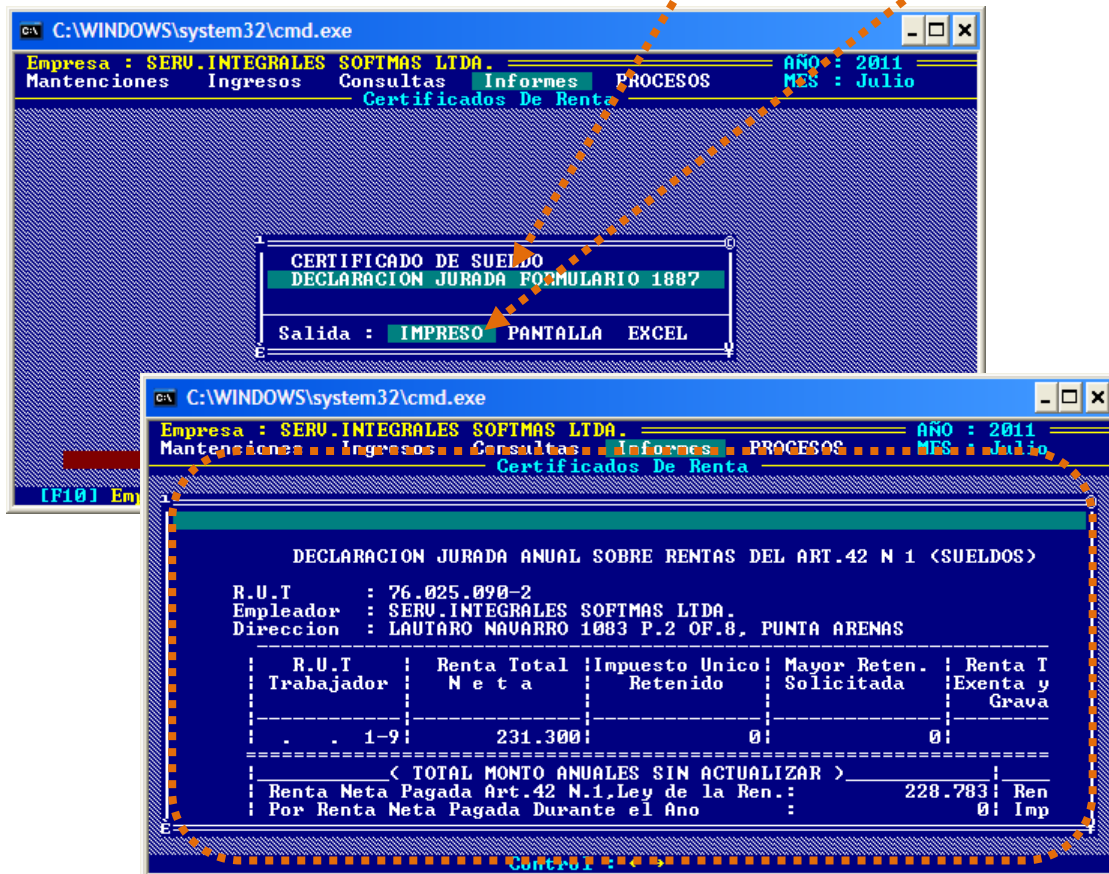 C:\WINDOWS\system32\cmd.exe
Empresa : SERV.INTEGRALES SOFTMAS LTDA. AÑO : 2011
Mantenciones Ingresos Consultas Informes PROCESOS MES : Julio
Certificados De Renta
CERTIFICADO DE SUELDO
DECLARACION JURADA FORMULARIO 1887
Salida : IMPRESO PANTALLA EXCEL
[F10] Emp
C:\WINDOWS\system32\cmd.exe
Empresa : SERV.INTEGRALES SOFTMAS LTDA. AÑO : 2011
Mantenciones Ingresos Consultas Informes PROCESOS MES : Julio
Certificados De Renta
DECLARACION JURADA ANUAL SOBRE RENTAS DEL ART.42 N 1 (SUELDOS)
R.U.T : 76.025.090-2
Empleador : SERV.INTEGRALES SOFTMAS LTDA.
Direccion : LAUTARO NAVARRO 1083 P.2 OF.8, PUNTA ARENAS
| R.U.T | Renta Total |Impuesto Unico| Mayor Reten. | Renta T
| Trabajador | N e t a | Retenido | Solicitada |Exenta y
Grava
| . . 1-9| 231.300| 0| 0|
|__________( TOTAL MONTO ANUALES SIN ACTUALIZAR )__________|___
| Renta Neta Pagada Art.42 N.1,Ley de la Ren.: 228.783| Ren
| Por Renta Neta Pagada Durante el Ano : 0| Imp
Control : ← →